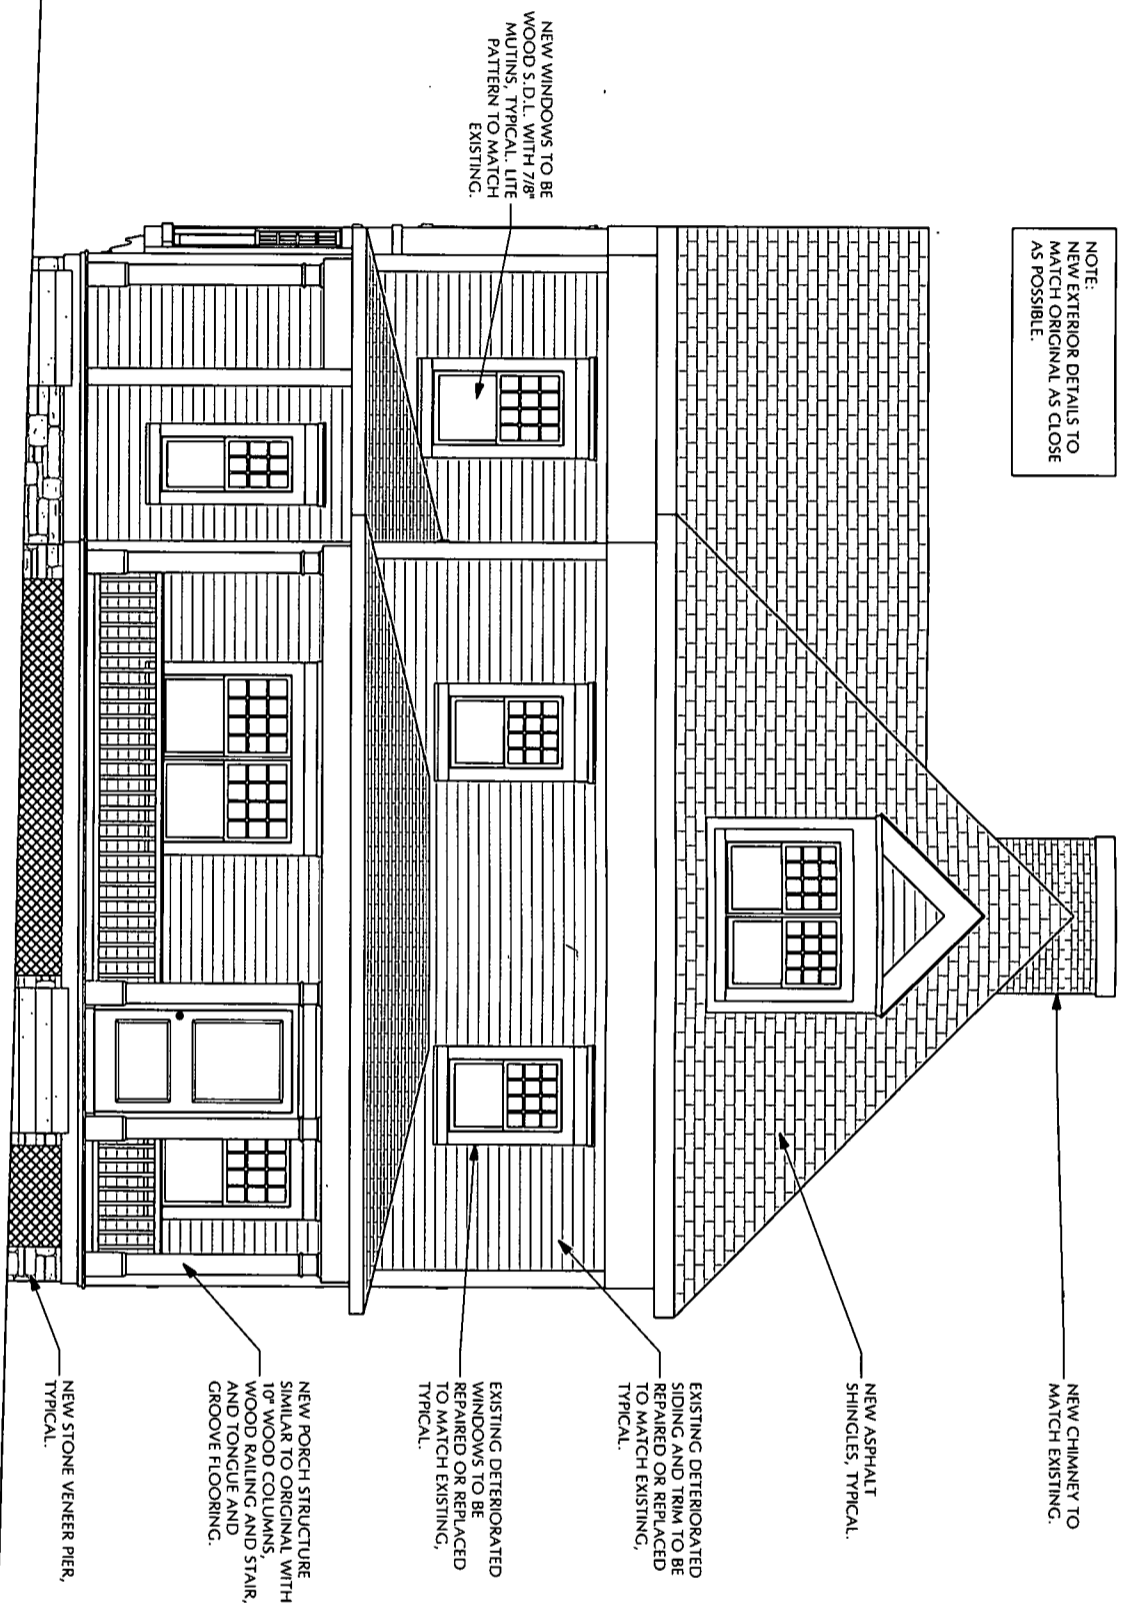 NOTE:
NEW EXTERIOR DETAILS TO
MATCH ORIGINAL AS CLOSE
AS POSSIBLE.
NEW WINDOWS TO BE
WOOD S.D.L. WITH 7/8"
MUTINS, TYPICAL. LITE
PATTERN TO MATCH
EXISTING.
NEW CHIMNEY TO
MATCH EXISTING.
NEW ASPHALT
SHINGLES, TYPICAL.
EXISTING DETERIORATED
SIDING AND TRIM TO BE
REPAIRED OR REPLACED
TO MATCH EXISTING,
TYPICAL.
EXISTING DETERIORATED
WINDOWS TO BE
REPAIRED OR REPLACED
TO MATCH EXISTING,
TYPICAL.
NEW PORCH STRUCTURE
SIMILAR TO ORIGINAL WITH
10" WOOD COLUMNS,
WOOD RAILING AND STAIR,
AND TONGUE AND
GROOVE FLOORING.
NEW STONE VENEER PIER,
TYPICAL.